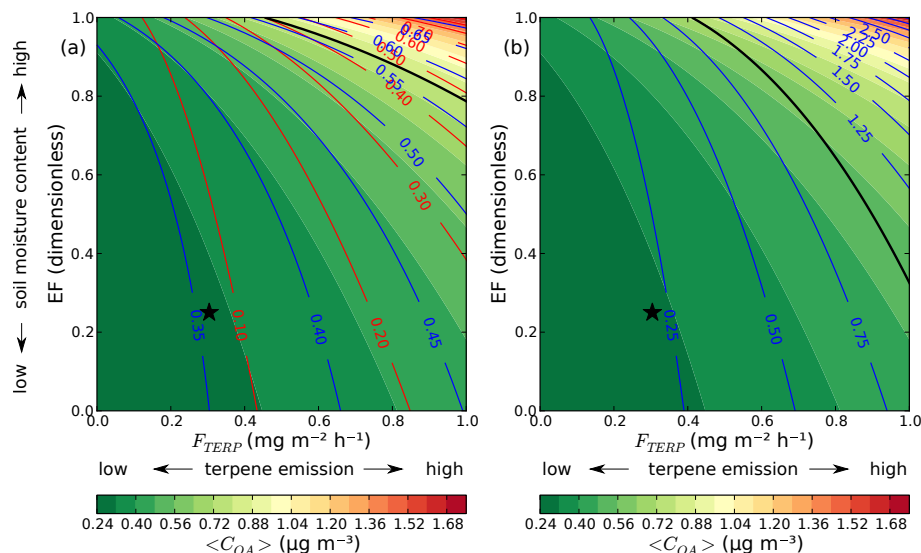 (a)
1.0
0.8
0.6
0.4
0.2
0.0
EF (dimensionless)
low ← soil moisture content → high
0.35
0.10
0.40
0.20
0.45
0.30
0.50
0.40
0.55
0.50
0.60
0.60
0.65
0.0 0.2 0.4 0.6 0.8 1.0
F_TERP (mg m⁻² h⁻¹)
low ← terpene emission → high
0.24 0.40 0.56 0.72 0.88 1.04 1.20 1.36 1.52 1.68
<C_OA> (μg m⁻³)
(b)
1.0
0.8
0.6
0.4
0.2
0.0
EF (dimensionless)
0.25
0.50
0.75
1.25
1.50
1.75
2.00
2.25
2.50
0.0 0.2 0.4 0.6 0.8 1.0
F_TERP (mg m⁻² h⁻¹)
low ← terpene emission → high
0.24 0.40 0.56 0.72 0.88 1.04 1.20 1.36 1.52 1.68
<C_OA> (μg m⁻³)